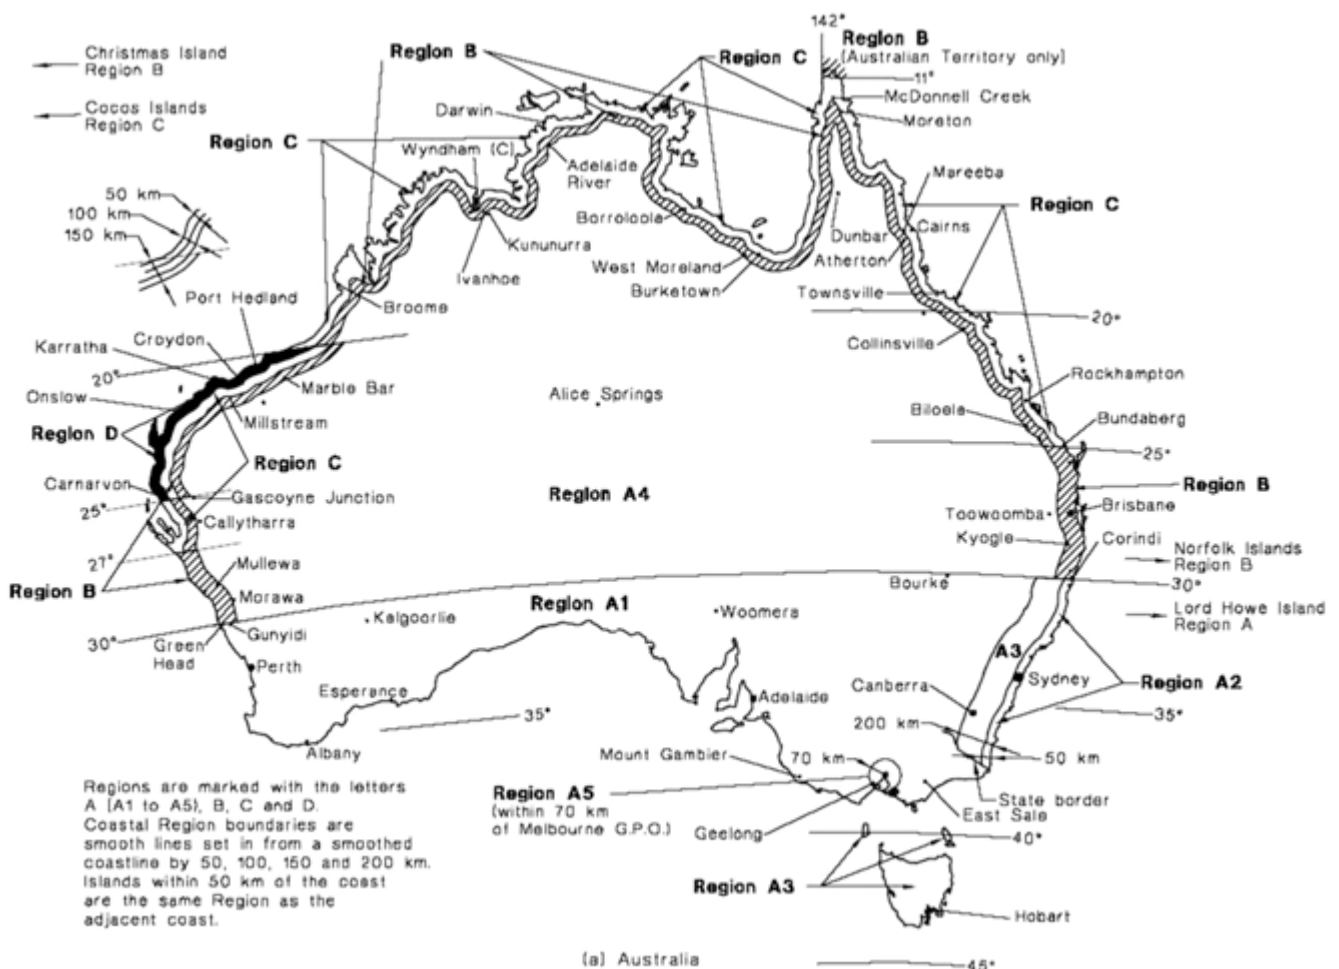 142°
Christmas Island
Region B
Region B
Region C
Region B
(Australian Territory only)
11°
Cocos Islands
Region C
McDonnell Creek
Moreton
Darwin
Region C
Wyndham (C)
Adelaide
River
Mareeba
50 km
100 km
150 km
Region C
Borroloola
Kununurra
Dunbar
Cairns
Atherton
West Moreland
Ivanhoe
Burketown
Townsville
Port Hedland
Broome
20°
Croydon
Karratha
Collinsville
20°
Onslow
Marble Bar
Alice Springs
Rockhampton
Millstream
Biloela
Bundaberg
Region D
25°
Region C
Carnarvon
Gascoyne Junction
Region A4
Region B
25°
Callytharra
Toowoomba
Brisbane
Kyogle
Corindi
27°
Mullewa
Norfolk Islands
Region B
Region B
Morawa
Bourke
30°
Region A1
Woomera
Kalgoorlie
Lord Howe Island
Region A
30°
Gunyidi
Green
Head
Perth
A3
Sydney
Region A2
Esperance
Adelaide
Canberra
35°
35°
200 km
Albany
Mount Gambier
70 km
50 km
Region A5
(within 70 km
of Melbourne G.P.O.)
State border
East Sale
Geelong
40°
Regions are marked with the letters
A (A1 to A5), B, C and D.
Coastal Region boundaries are
smooth lines set in from a smoothed
coastline by 50, 100, 150 and 200 km.
Islands within 50 km of the coast
are the same Region as the
adjacent coast.
Region A3
Hobart
(a) Australia
45°